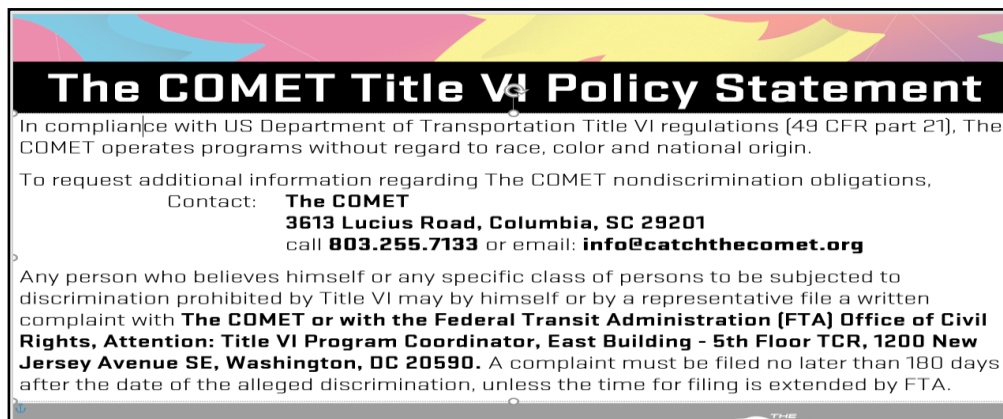 The COMET Title VI Policy Statement
In compliance with US Department of Transportation Title VI regulations (49 CFR part 21), The
COMET operates programs without regard to race, color and national origin.
To request additional information regarding The COMET nondiscrimination obligations,
Contact: The COMET
3613 Lucius Road, Columbia, SC 29201
call 803.255.7133 or email: info@catchthecomet.org
Any person who believes himself or any specific class of persons to be subjected to
discrimination prohibited by Title VI may by himself or by a representative file a written
complaint with The COMET or with the Federal Transit Administration (FTA) Office of Civil
Rights, Attention: Title VI Program Coordinator, East Building - 5th Floor TCR, 1200 New
Jersey Avenue SE, Washington, DC 20590. A complaint must be filed no later than 180 days
after the date of the alleged discrimination, unless the time for filing is extended by FTA.
THE